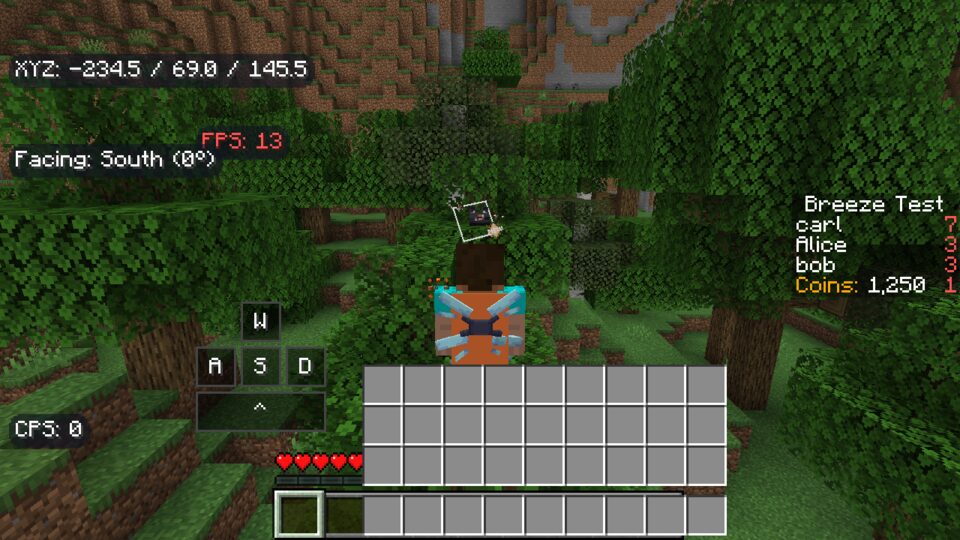 XYZ: -234.5 / 69.0 / 145.5
FPS: 13
Facing: South (0°)
Breeze Test
carl 7
Alice 3
bob 3
Coins: 1,250 1
W
A S D
^
CPS: 0